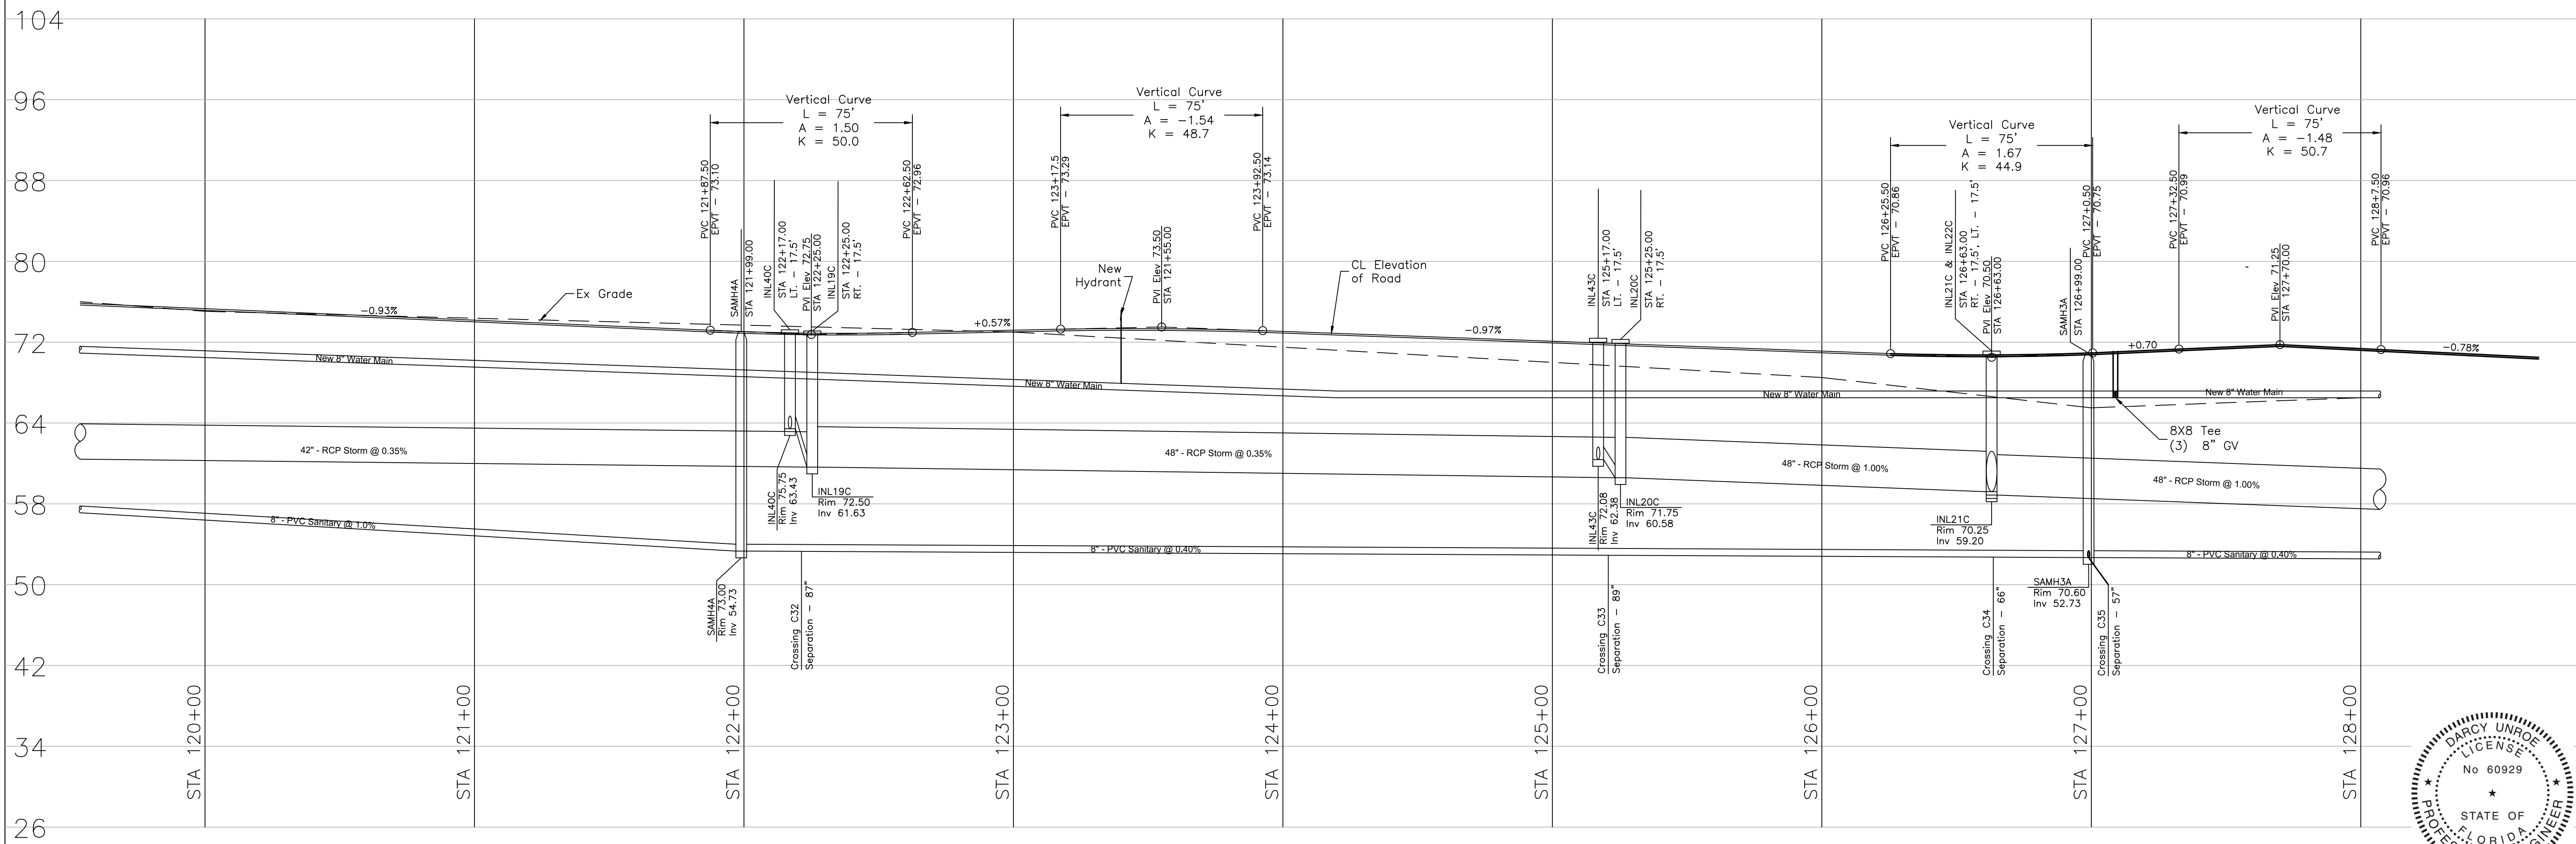 104
96
88
80
72
64
58
50
42
34
26
Vertical Curve
L = 75'
A = 1.50
K = 50.0
Vertical Curve
L = 75'
A = -1.54
K = 48.7
Vertical Curve
L = 75'
A = 1.67
K = 44.9
Vertical Curve
L = 75'
A = -1.48
K = 50.7
PVC 121+87.50
EPVT - 73.10
SAMH4A
STA 121+99.00
INL40C
STA 122+17.00
LT. - 17.5'
PVI Elev 72.75
STA 122+25.00
INL19C
STA 122+25.00
RT. - 17.5'
PVC 122+62.50
EPVT - 72.96
PVC 123+17.5
EPVT - 73.29
New
Hydrant
PVI Elev 73.50
STA 121+55.00
PVC 123+92.50
EPVT - 73.14
CL Elevation
of Road
INL43C
STA 125+17.00
LT. - 17.5'
INL20C
STA 125+25.00
RT. - 17.5'
PVC 126+25.50
EPVT - 70.86
INL21C & INL22C
STA 126+63.00
RT. - 17.5', LT. - 17.5'
PVI Elev 70.50
STA 126+63.00
SAMH3A
STA 126+99.00
PVC 127+0.50
EPVT - 70.75
PVC 127+32.50
EPVT - 70.99
PVI Elev 71.25
STA 127+70.00
PVC 128+7.50
EPVT - 70.96
Ex Grade
-0.93%
+0.57%
-0.97%
+0.70
-0.78%
New 8" Water Main
New 8" Water Main
New 8" Water Main
New 8" Water Main
8X8 Tee
(3) 8" GV
42" - RCP Storm @ 0.35%
48" - RCP Storm @ 0.35%
48" - RCP Storm @ 1.00%
48" - RCP Storm @ 1.00%
INL40C
Rim 75.75
Inv 63.43
INL19C
Rim 72.50
Inv 61.63
INL43C
Rim 72.08
Inv 62.38
INL20C
Rim 71.75
Inv 60.58
INL21C
Rim 70.25
Inv 59.20
8" - PVC Sanitary @ 1.0%
8" - PVC Sanitary @ 0.40%
8" - PVC Sanitary @ 0.40%
SAMH4A
Rim 73.00
Inv 54.73
Crossing C32
Separation - 87"
Crossing C33
Separation - 89"
Crossing C34
Separation - 66"
SAMH3A
Rim 70.60
Inv 52.73
Crossing C35
Separation - 57"
STA 120+00
STA 121+00
STA 122+00
STA 123+00
STA 124+00
STA 125+00
STA 126+00
STA 127+00
STA 128+00
DARCY UNROE
LICENSE
No 60929
STATE OF
FLORIDA